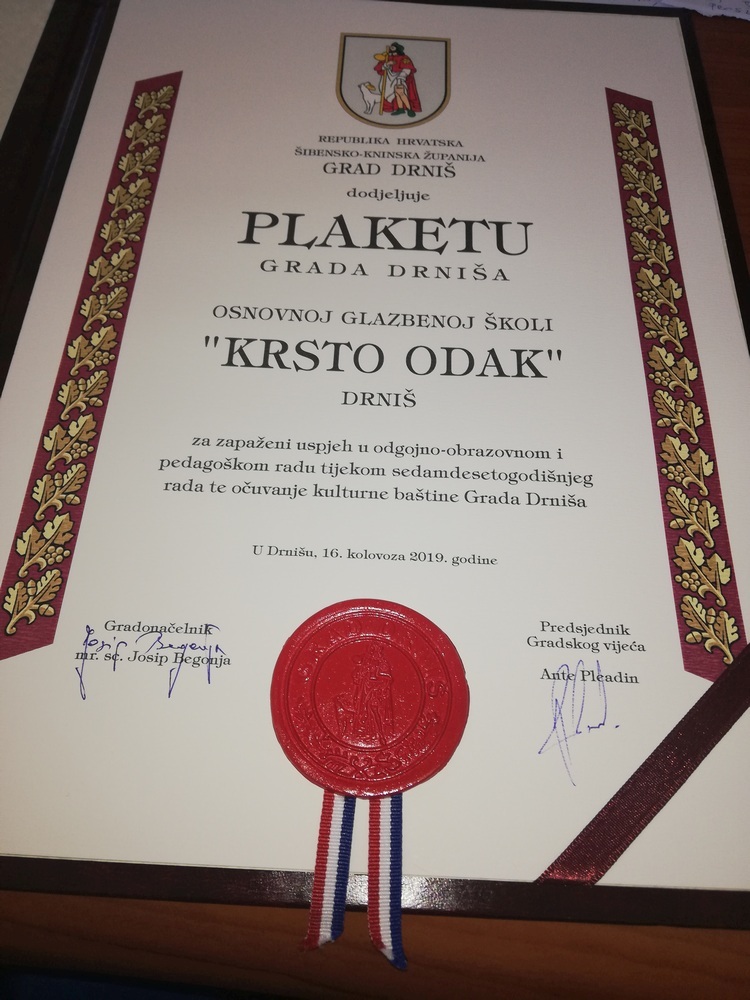 REPUBLIKA HRVATSKA
ŠIBENSKO-KNINSKA ŽUPANIJA
GRAD DRNIŠ
dodjeljuje
PLAKETU
GRADA DRNIŠA
OSNOVNOJ GLAZBENOJ ŠKOLI
"KRSTO ODAK"
DRNIŠ
za zapaženi uspjeh u odgojno-obrazovnom i
pedagoškom radu tijekom sedamdesetogodišnjeg
rada te očuvanje kulturne baštine Grada Drniša
U Drnišu, 16. kolovoza 2019. godine
Gradonačelnik
Josip Begonja
mr. sc. Josip Begonja
Predsjednik
Gradskog vijeća
Ante Pleadin